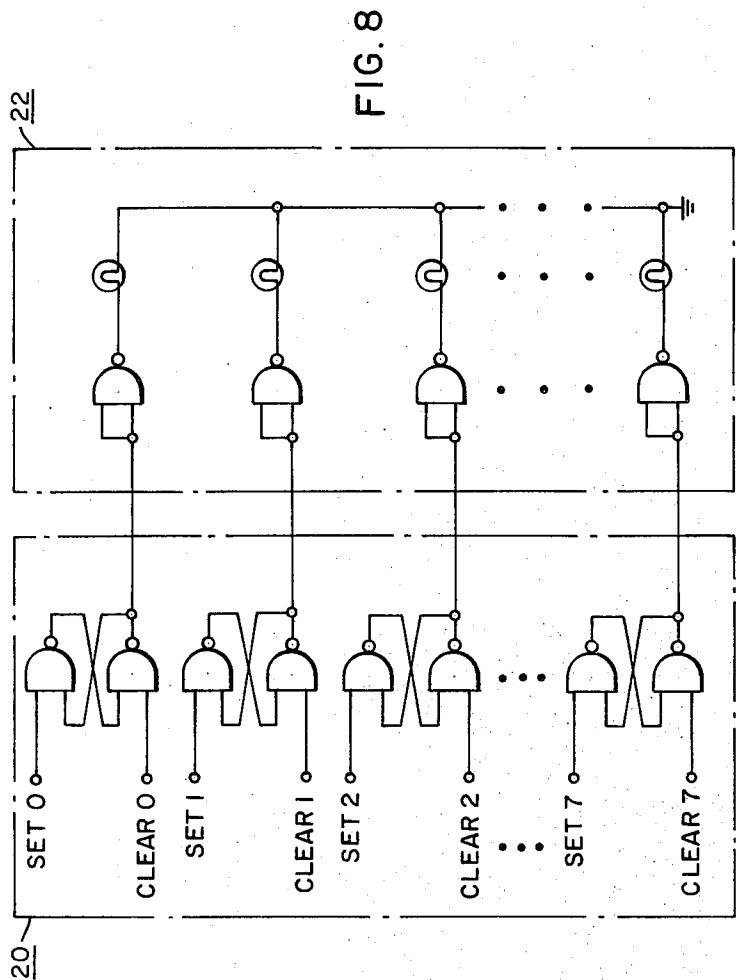 22
FIG. 8
SET 0
CLEAR 0
SET 1
CLEAR 1
SET 2
CLEAR 2
SET 7
CLEAR 7
20